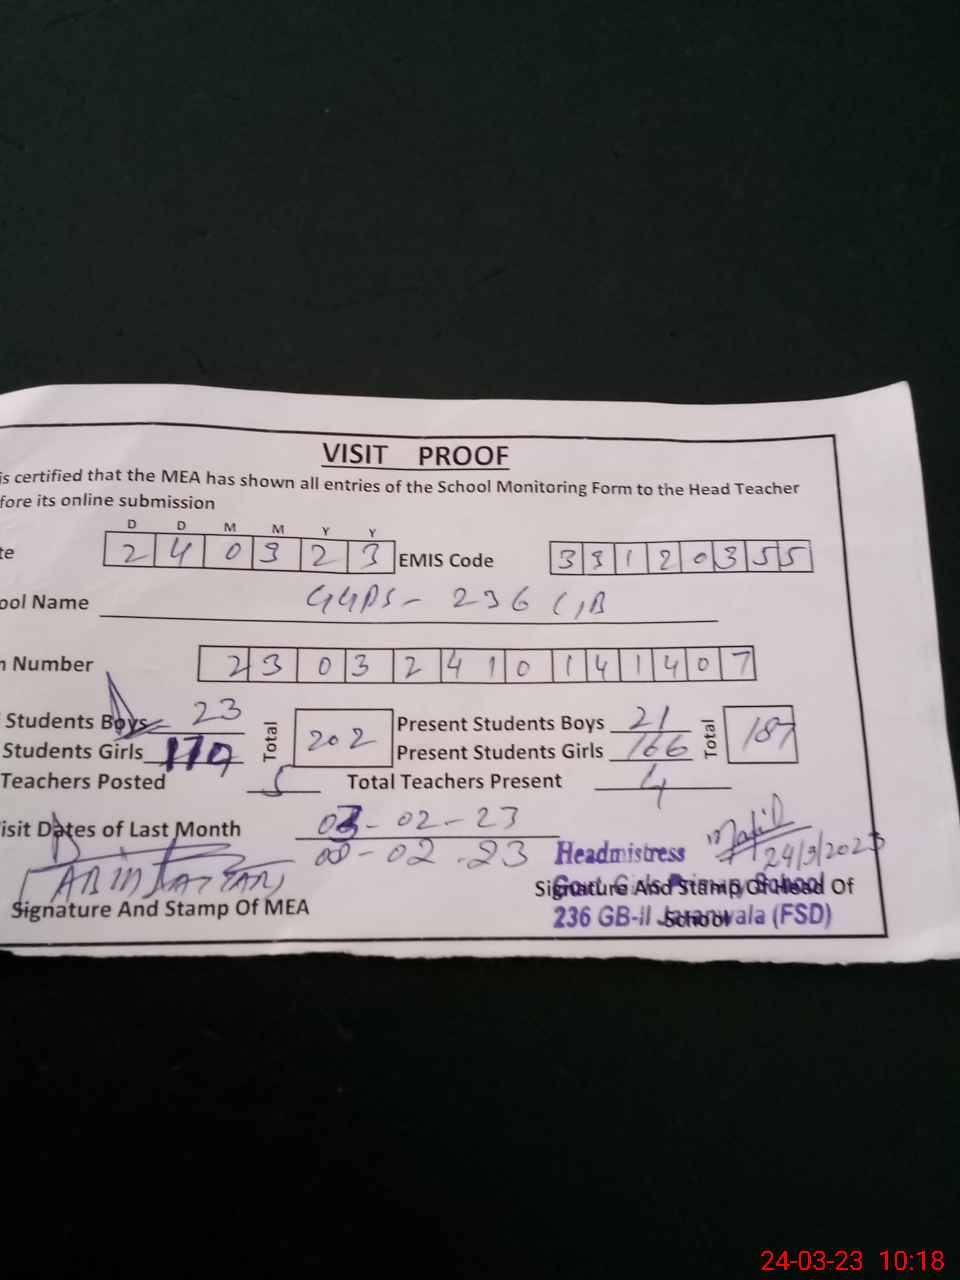 VISIT PROOF
is certified that the MEA has shown all entries of the School Monitoring Form to the Head Teacher
fore its online submission
D D M M Y Y
te 2 4 0 3 2 3 EMIS Code 3 3 1 2 0 3 5 5
ool Name GGPS - 236 G,B
n Number 2 3 0 3 2 4 1 0 1 4 1 4 0 7
Students Boys 23 Total 202 Present Students Boys 21 Total 187
Students Girls 179 Present Students Girls 166
Teachers Posted 5 Total Teachers Present 4
isit Dates of Last Month 03-02-23
-02-23
Headmistress 24/3/2023
Signature And Stamp Of Head Of
Govt. Girls Primary School
Signature And Stamp Of MEA
School
236 GB-II Jaranwala (FSD)
24-03-23 10:18